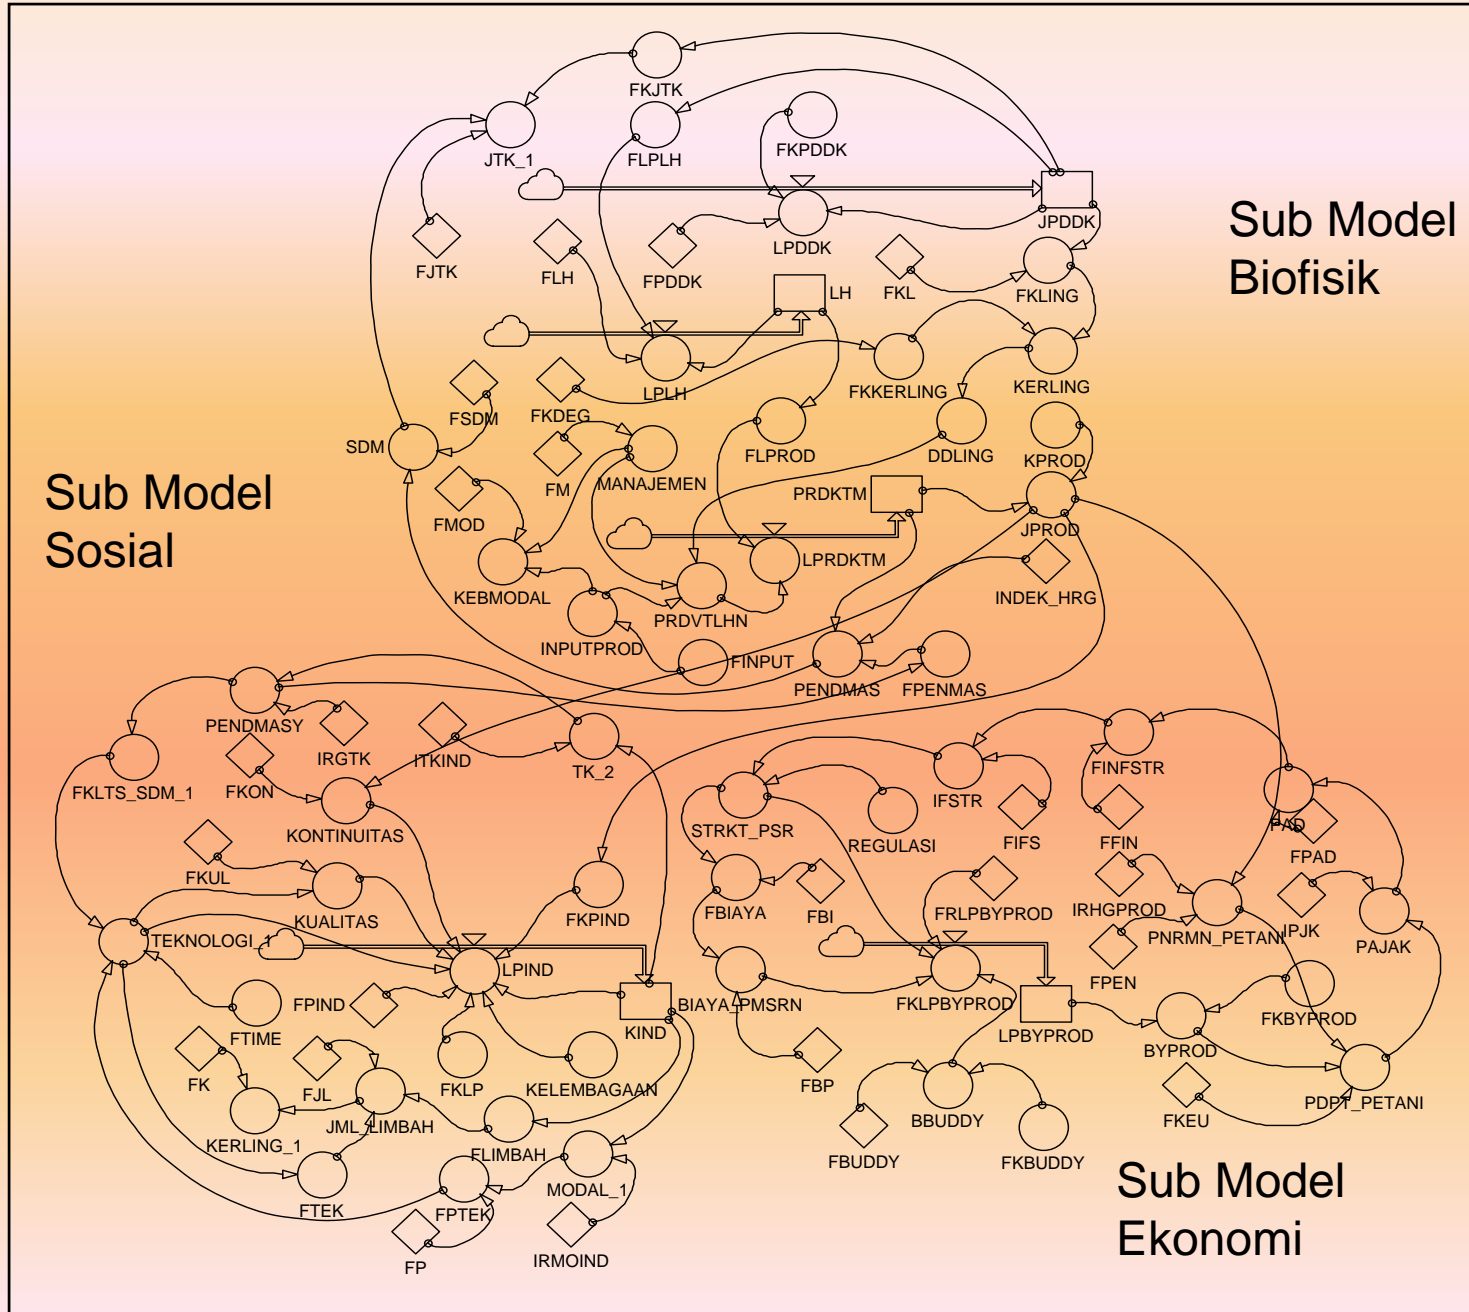 FKJTK
JTK_1
FLPLH
FKPDDK
JPDDK
Sub Model
Biofisik
FJTK
FLH
FPDDK
LPDDK
FKL
FKLING
LH
LPLH
FKKERLING
KERLING
FSDM
FKDEG
SDM
FM
MANAJEMEN
FLPROD
DDLING
KPROD
Sub Model
Sosial
FMOD
PRDKTM
JPROD
KEBMODAL
LPRDKTM
INDEK_HRG
PRDVTLHN
INPUTPROD
FINPUT
PENDMAS
FPENMAS
PENDMASY
IRGTK
ITKIND
TK_2
FINFSTR
FKLTS_SDM_1
FKON
KONTINUITAS
STRKT_PSR
IFSTR
REGULASI
FIFS
FFIN
PAD
FPAD
FKUL
KUALITAS
FKPIND
FBIAYA
FBI
FRLPBYPROD
IRHGPROD
IPJK
PNRMN_PETANI
PAJAK
TEKNOLOGI_1
LPIND
FPIND
KIND
BIAYA_PMSRN
FKLPBYPROD
LPBYPROD
FPEN
FKBYPROD
BYPROD
FTIME
FK
FJL
FKLP
KELEMBAGAAN
FBP
BBUDDY
FKEU
PDPT_PETANI
KERLING_1
JML_LIMBAH
FLIMBAH
FBUDDY
FKBUDDY
FTEK
FPTEK
MODAL_1
FP
IRMOIND
Sub Model
Ekonomi